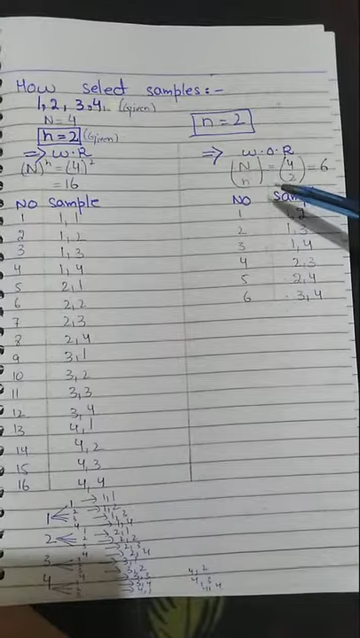 How select samples:-
1, 2, 3, 4, (Given)
N = 4
n = 2 (Given)
n = 2
=> W.R
(N)^n = (4)^2
= 16
No Sample
1 1,1
2 1,2
3 1,3
4 1,4
5 2,1
6 2,2
7 2,3
8 2,4
9 3,1
10 3,2
11 3,3
12 3,4
13 4,1
14 4,2
15 4,3
16 4,4
=> W.O.R
(N n) = (4 2) = 6
No
1 1,2
2 1,3
3 1,4
4 2,3
5 2,4
6 3,4
1
2
3
4